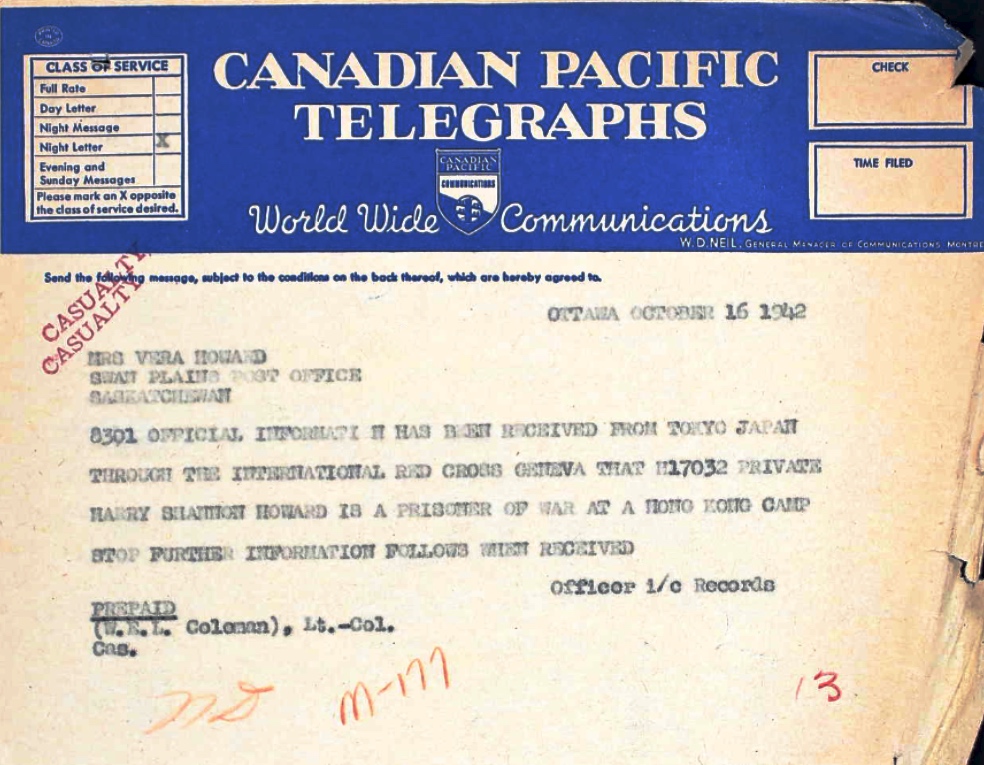 CLASS OF SERVICE
Full Rate
Day Letter
Night Message
Night Letter X
Evening and
Sunday Messages
Please mark an X opposite
the class of service desired.
CANADIAN PACIFIC
TELEGRAPHS
CANADIAN
PACIFIC
COMMUNICATIONS
World Wide Communications
W. D. NEIL, GENERAL MANAGER OF COMMUNICATIONS, MONTRE
CHECK
TIME FILED
Send the following message, subject to the conditions on the back thereof, which are hereby agreed to.
CASUALTY
CASUALTY
OTTAWA OCTOBER 16 1942
MRS VERA HOWARD
SWAN PLAINS POST OFFICE
SASKATCHEWAN
8301 OFFICIAL INFORMATI N HAS BEEN RECEIVED FROM TOKYO JAPAN
THROUGH THE INTERNATIONAL RED CROSS GENEVA THAT H17032 PRIVATE
HARRY SHANNON HOWARD IS A PRISONER OF WAR AT A HONG KONG CAMP
STOP FURTHER INFORMATION FOLLOWS WHEN RECEIVED
Officer i/c Records
PREPAID
(W.E.L. Coleman), Lt.-Col.
Cas.
M-177
13